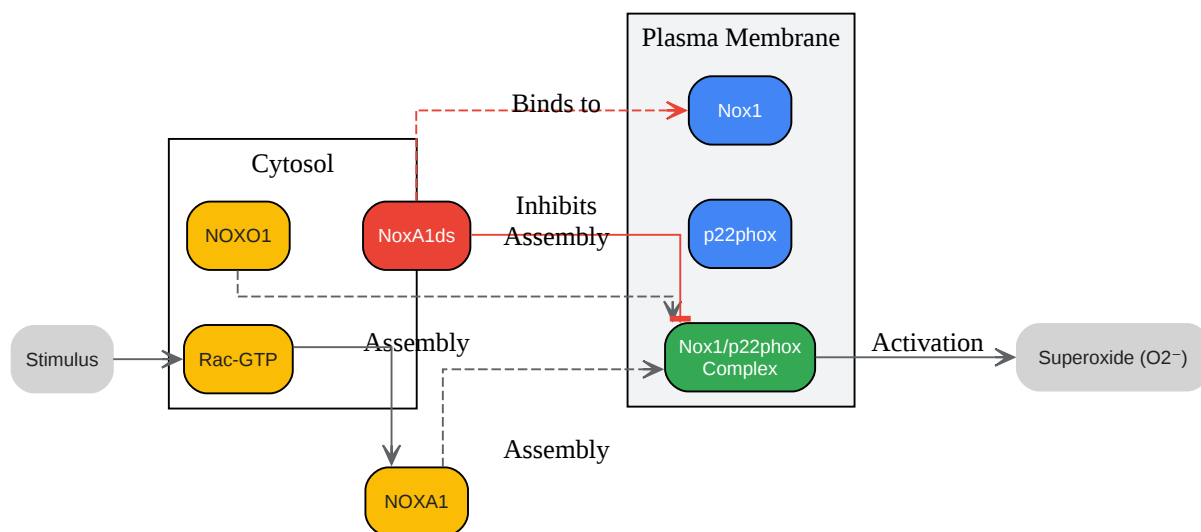 Plasma Membrane
Binds to
Nox1
Cytosol
Inhibits
Assembly
NOXO1
NoxA1ds
p22phox
Stimulus
Rac-GTP
Assembly
Nox1/p22phox
Complex
Activation
Superoxide (O2⁻)
Assembly
NOXA1